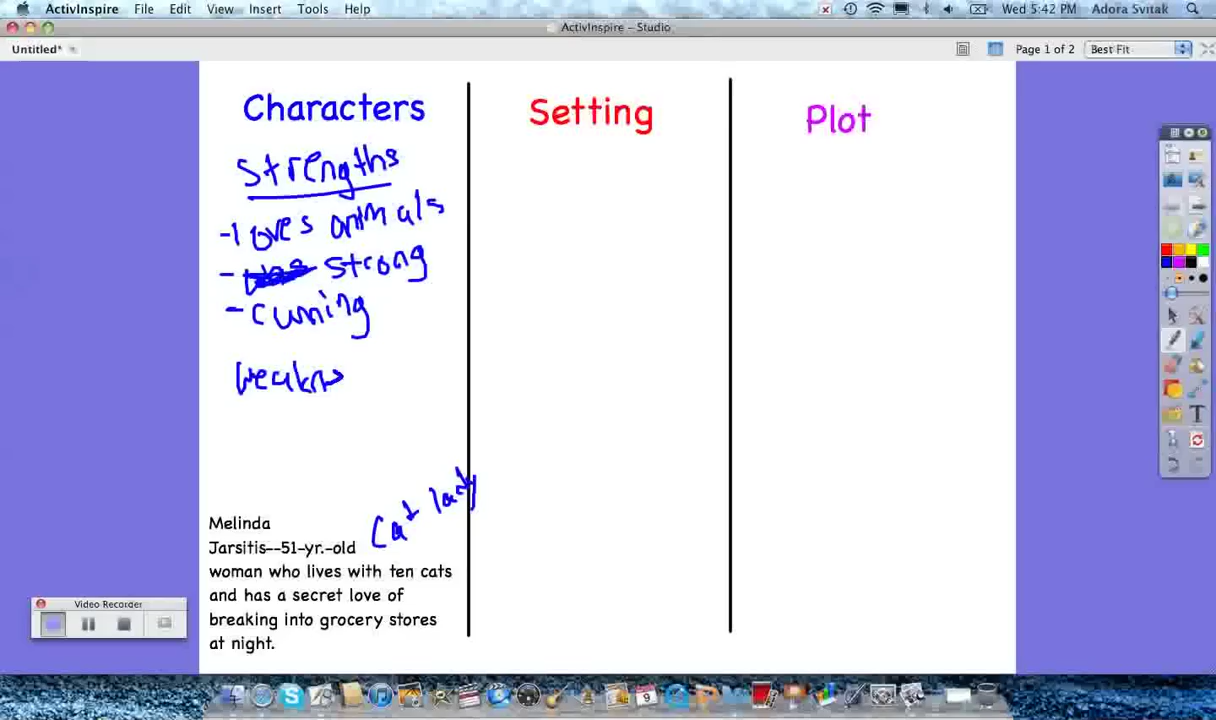 ActivInspire File Edit View Insert Tools Help Wed 5:42 PM Adora Svitak
ActivInspire – Studio
Untitled* Page 1 of 2 Best Fit
Characters
Setting
Plot
Strengths
-loves animals
- strong
-cunning
weakn
Cat lady
Melinda
Jarsitis--51-yr.-old
woman who lives with ten cats
and has a secret love of
breaking into grocery stores
at night.
Video Recorder
T
9